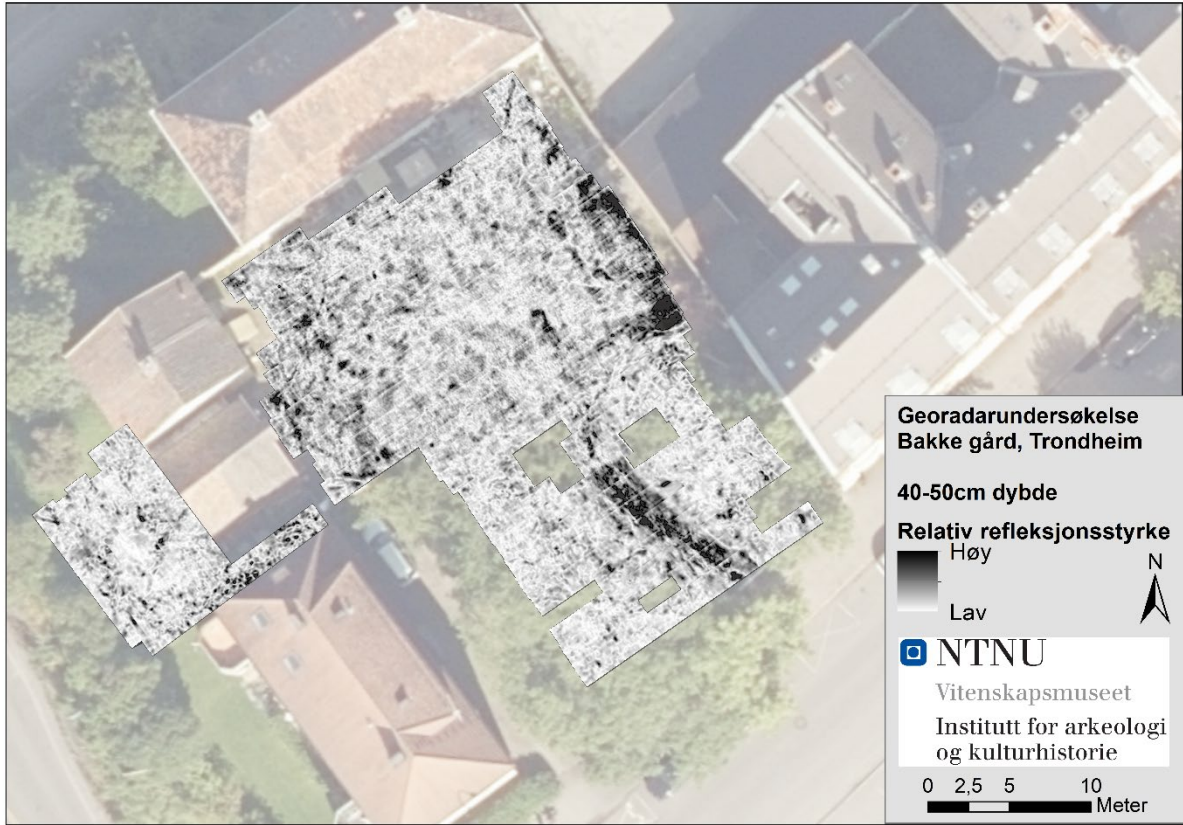 Georadarundersøkelse
Bakke gård, Trondheim
40-50cm dybde
Relativ refleksjonsstyrke
Høy
N
Lav
NTNU
Vitenskapsmuseet
Institutt for arkeologi
og kulturhistorie
0 2,5 5 10
Meter